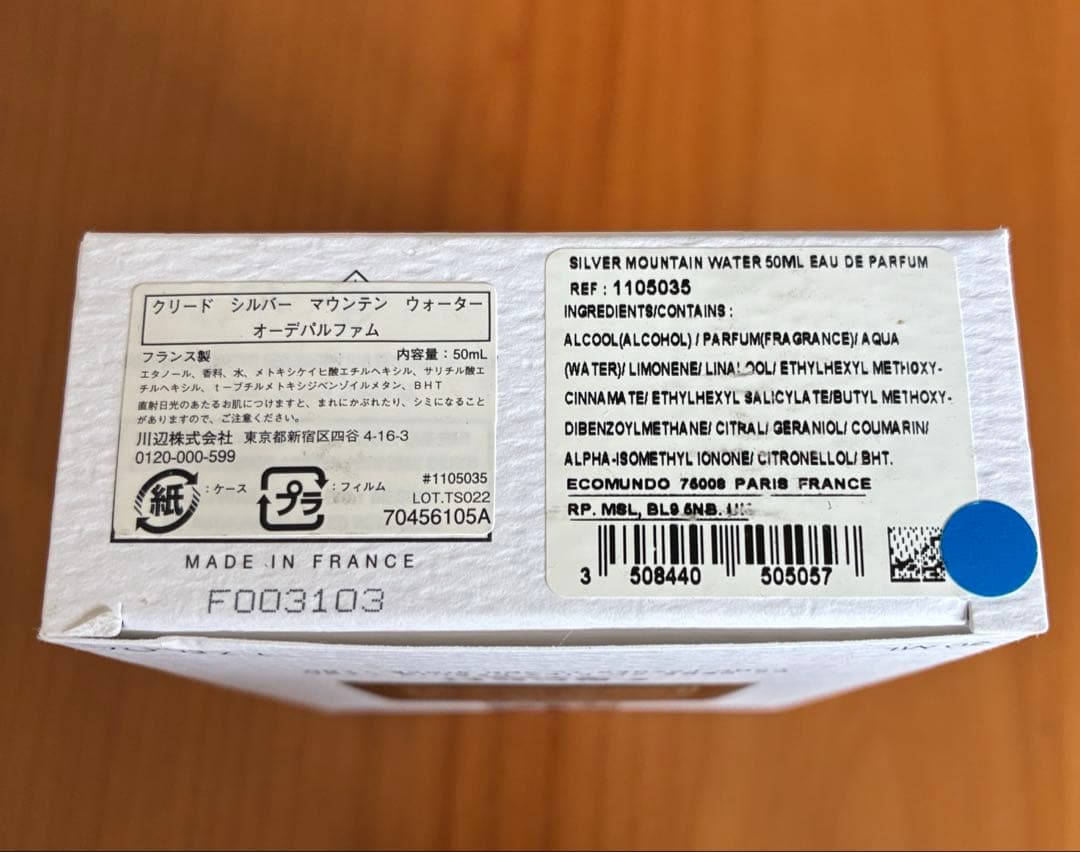 クリード シルバー マウンテン ウォーター
オーデパルファム
フランス製 内容量：50mL
エタノール、香料、水、メトキシケイヒ酸エチルヘキシル、サリチル酸エ
チルヘキシル、t－ブチルメトキシジベンゾイルメタン、BHT
直射日光のあたるお肌につけますと、まれにかぶれたり、シミになること
がありますので、ご注意ください。
川辺株式会社 東京都新宿区四谷 4-16-3
0120-000-599
紙 ：ケース プラ ：フィルム
#1105035
LOT.TS022
70456105A
MADE IN FRANCE
F003103
SILVER MOUNTAIN WATER 50ML EAU DE PARFUM
REF : 1105035
INGREDIENTS/CONTAINS :
ALCOOL(ALCOHOL) / PARFUM(FRAGRANCE)/ AQUA
(WATER)/ LIMONENE/ LINALOOL/ ETHYLHEXYL METHOXY-
CINNAMATE/ ETHYLHEXYL SALICYLATE/BUTYL METHOXY-
DIBENZOYLMETHANE/ CITRAL/ GERANIOL/ COUMARIN/
ALPHA-ISOMETHYL IONONE/ CITRONELLOL/ BHT.
ECOMUNDO 75008 PARIS FRANCE
RP. MSL, BL9 5NB.
3 508440 505057